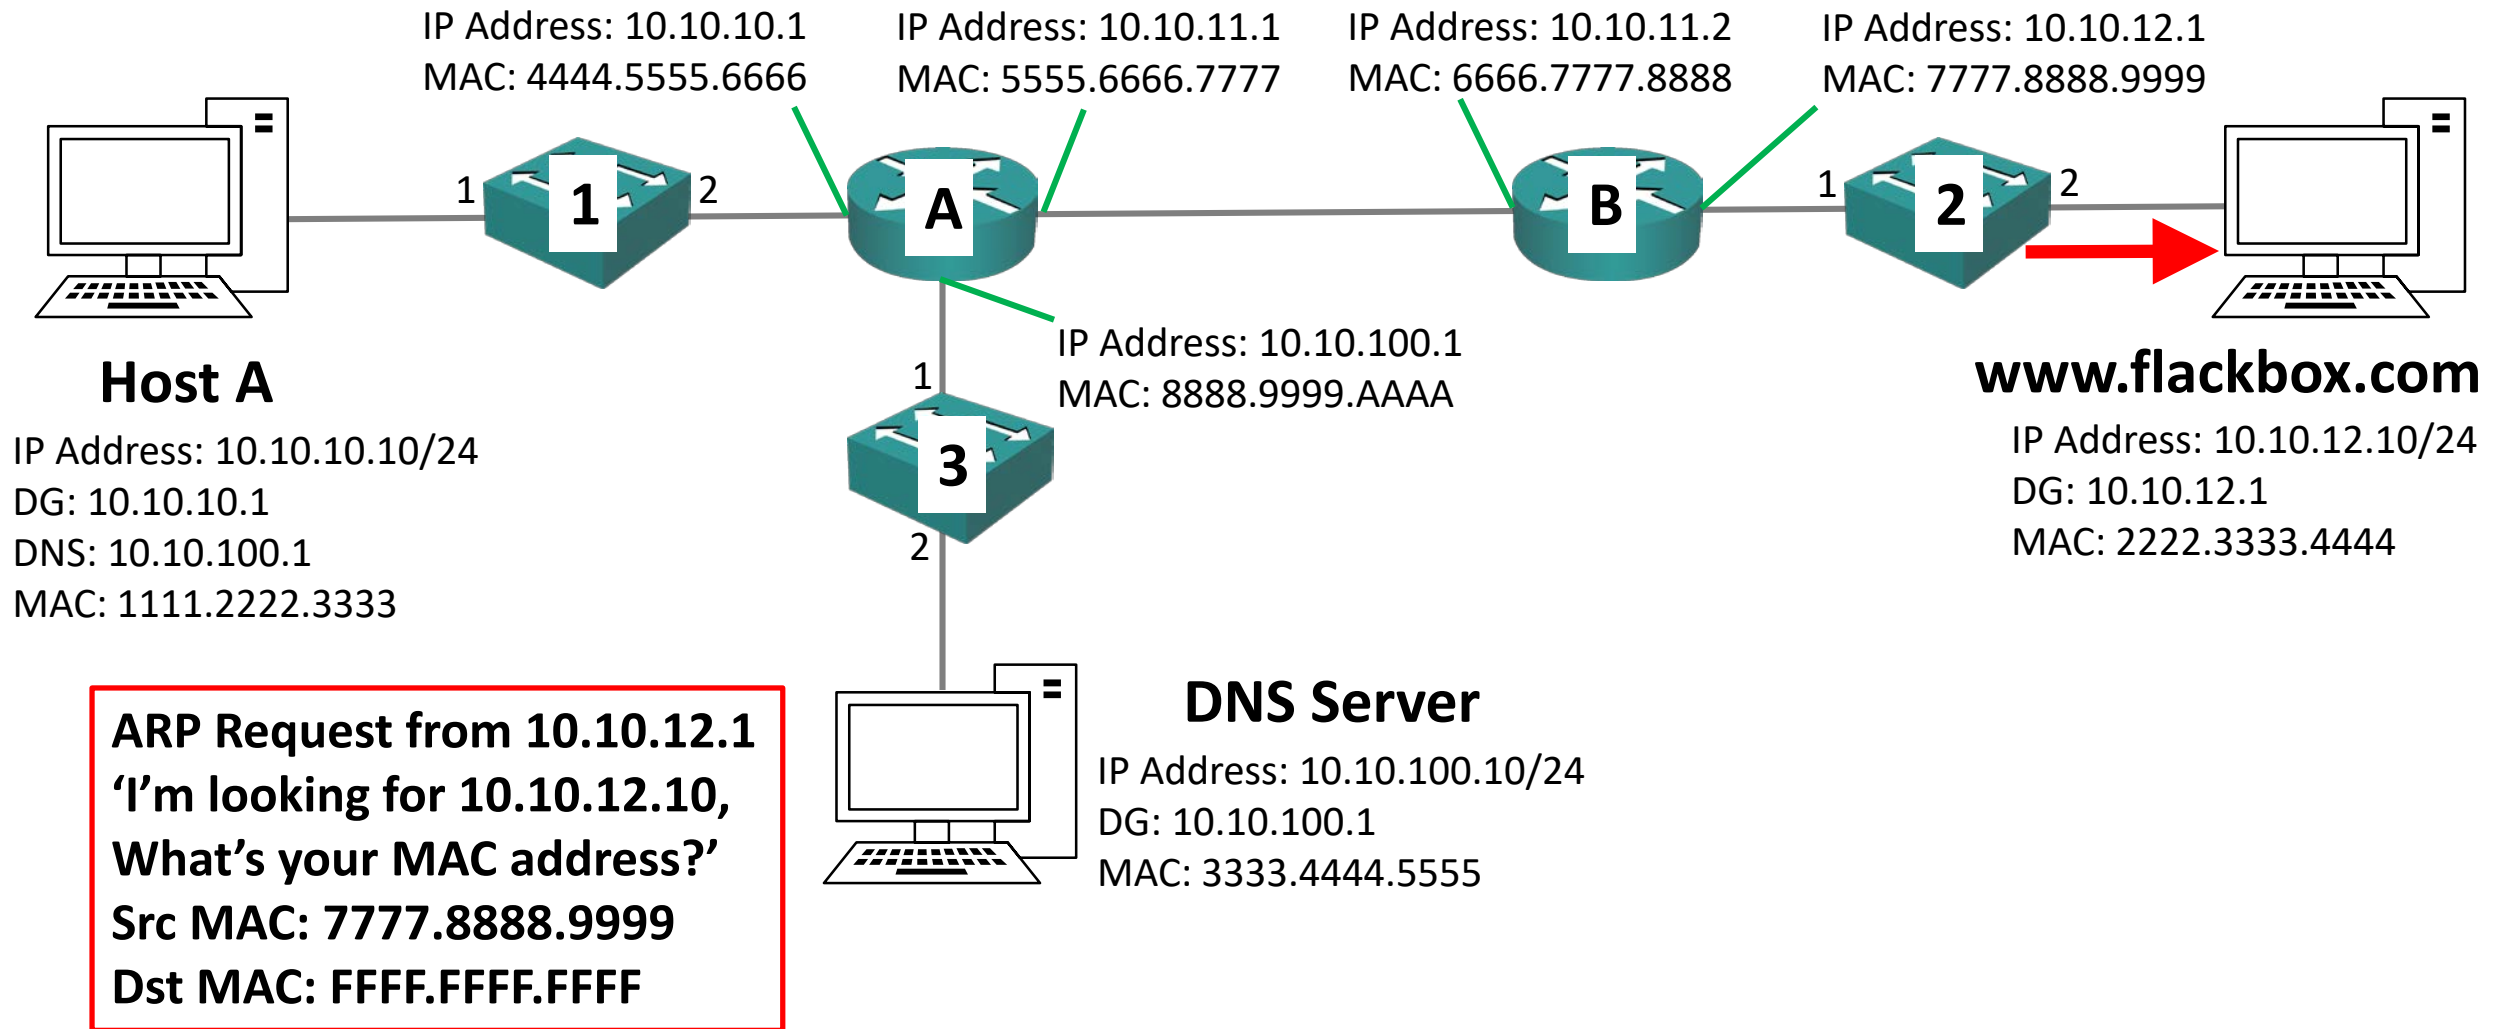 IP Address: 10.10.10.1
MAC: 4444.5555.6666
IP Address: 10.10.11.1
MAC: 5555.6666.7777
IP Address: 10.10.11.2
MAC: 6666.7777.8888
IP Address: 10.10.12.1
MAC: 7777.8888.9999
1
1
2
A
B
1
2
2
IP Address: 10.10.100.1
MAC: 8888.9999.AAAA
1
3
2
Host A
IP Address: 10.10.10.10/24
DG: 10.10.10.1
DNS: 10.10.100.1
MAC: 1111.2222.3333
www.flackbox.com
IP Address: 10.10.12.10/24
DG: 10.10.12.1
MAC: 2222.3333.4444
ARP Request from 10.10.12.1
‘I’m looking for 10.10.12.10,
What’s your MAC address?’
Src MAC: 7777.8888.9999
Dst MAC: FFFF.FFFF.FFFF
DNS Server
IP Address: 10.10.100.10/24
DG: 10.10.100.1
MAC: 3333.4444.5555